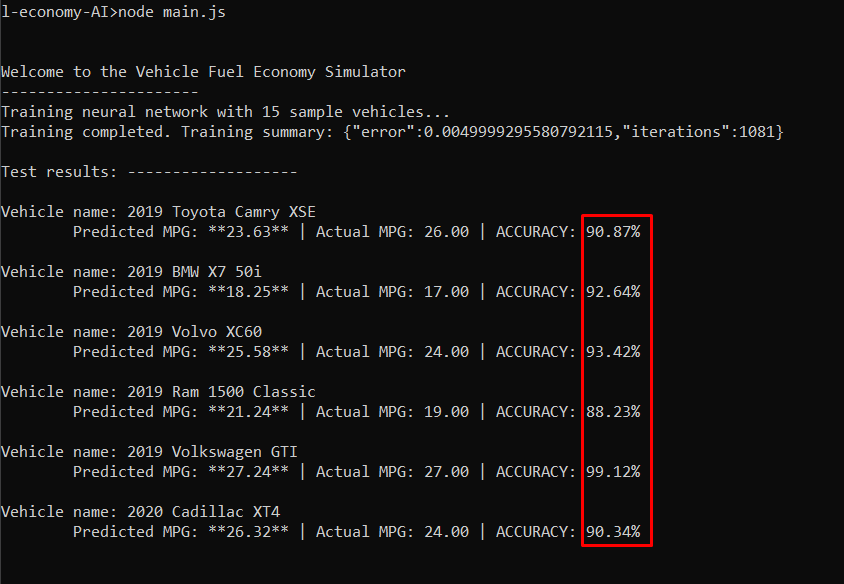 l-economy-AI>node main.js
Welcome to the Vehicle Fuel Economy Simulator
----------------------
Training neural network with 15 sample vehicles...
Training completed. Training summary: {"error":0.0049999295580792115,"iterations":1081}
Test results: -------------------
Vehicle name: 2019 Toyota Camry XSE
Predicted MPG: **23.63** | Actual MPG: 26.00 | ACCURACY: 90.87%
Vehicle name: 2019 BMW X7 50i
Predicted MPG: **18.25** | Actual MPG: 17.00 | ACCURACY: 92.64%
Vehicle name: 2019 Volvo XC60
Predicted MPG: **25.58** | Actual MPG: 24.00 | ACCURACY: 93.42%
Vehicle name: 2019 Ram 1500 Classic
Predicted MPG: **21.24** | Actual MPG: 19.00 | ACCURACY: 88.23%
Vehicle name: 2019 Volkswagen GTI
Predicted MPG: **27.24** | Actual MPG: 27.00 | ACCURACY: 99.12%
Vehicle name: 2020 Cadillac XT4
Predicted MPG: **26.32** | Actual MPG: 24.00 | ACCURACY: 90.34%